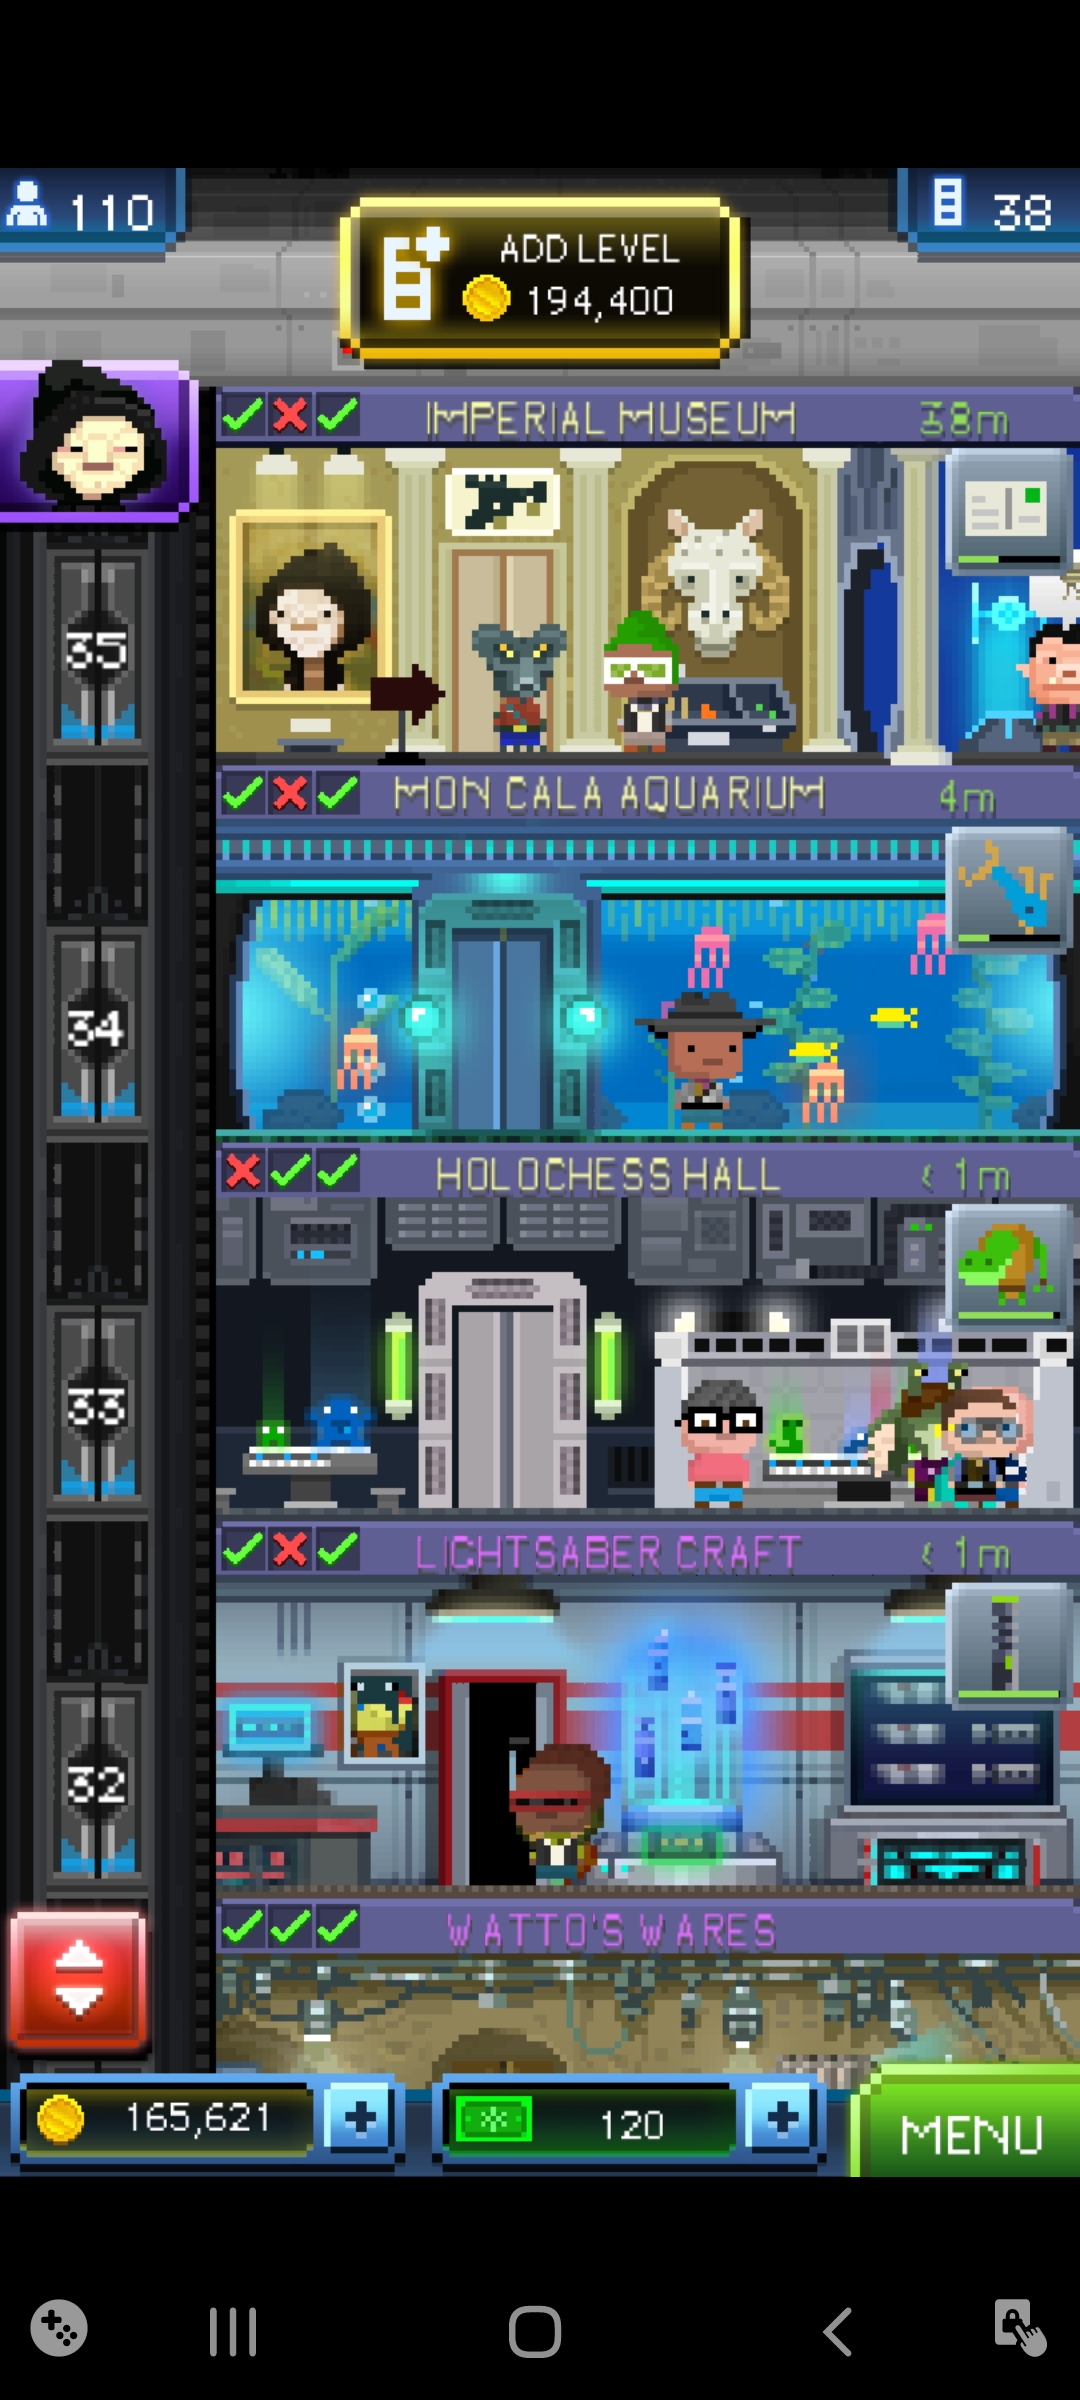 110
ADD LEVEL
194,400
38
IMPERIAL MUSEUM
35
MON CALA AQUARIUM 4m
34
HOLOCHESS HALL < 1m
33
LIGHTSABER CRAFT < 1m
32
WATTO'S WARES
165,621
120
MENU